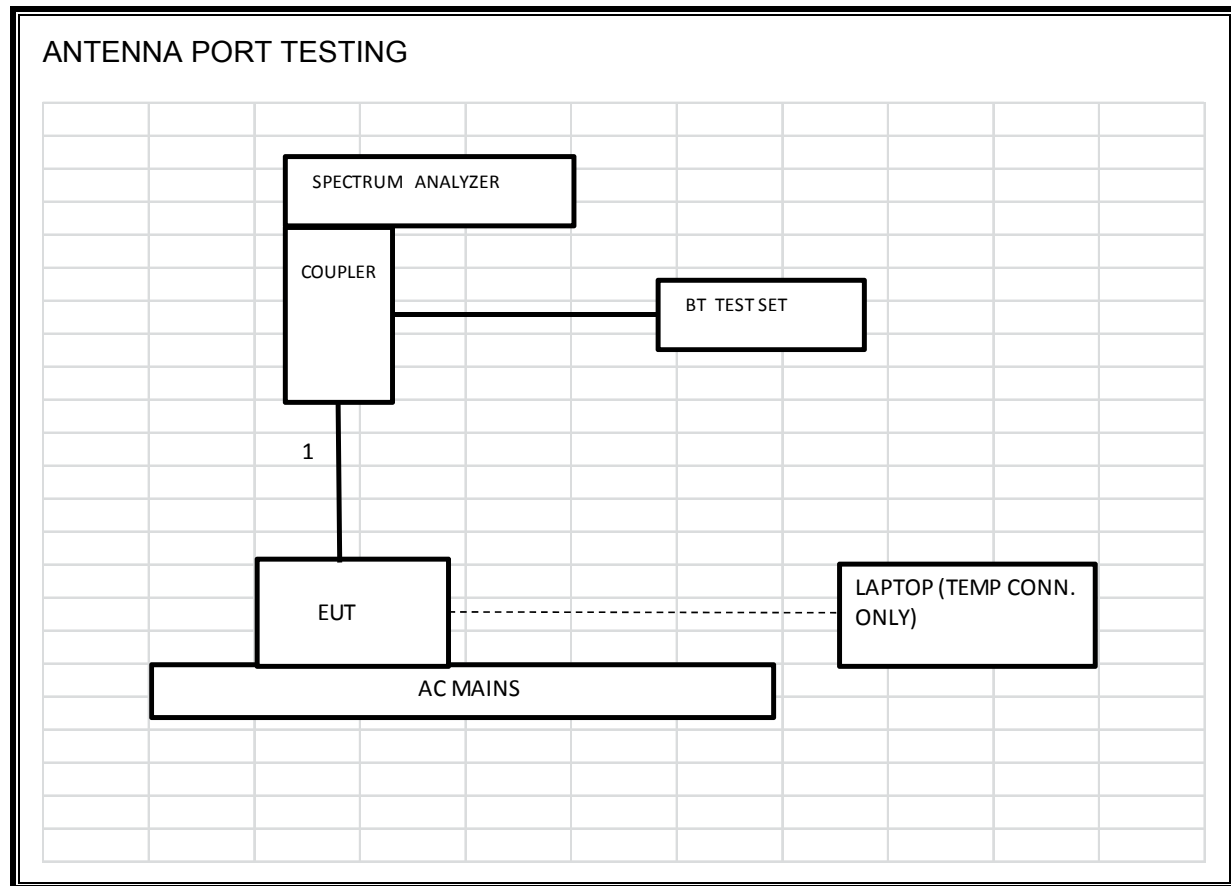 ANTENNA PORT TESTING
SPECTRUM ANALYZER
COUPLER
BT TEST SET
1
EUT
LAPTOP (TEMP CONN.
ONLY)
AC MAINS